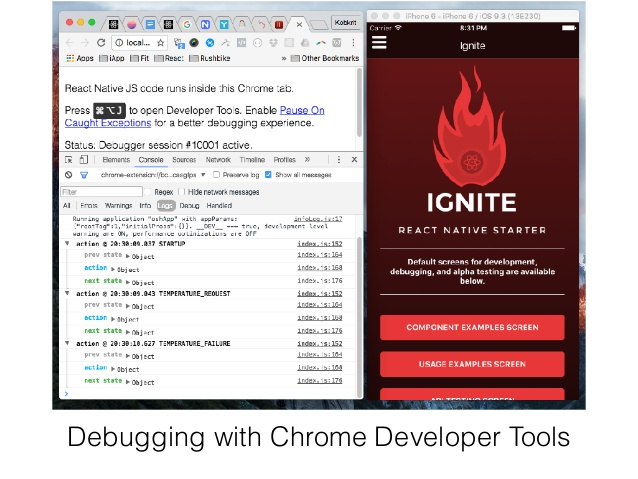 Kobkrit
iPhone 6 - iPhone 6 / iOS 9.3 (13E230)
Carrier 8:31 PM
Ignite
local...
Apps iApp Fit Reac: Rushbike » Other Bookmarks
React Native JS code runs inside this Chrome tab.
Press ⌘⌥J to open Developer Tools. Enable Pause On
Caught Exceptions for a better debugging experience.
Status: Debugger session #10001 active.
Elements Console Sources Network Timeline Profiles »
Preserve log Show all messages
Filter Regex Hide network messages
All Errors Warnings Info Logs Debug Handled
Running application "oshApp" with appParams: infoLog.js:17
{"rootTag":1,"initialProps":{}}. __DEV__ === true, development level
warning are ON, performance optimizations are OFF
▼ action @ 20:30:09.037 STARTUP index.js:152
prev state ▶Object index.js:164
action ▶Object index.js:168
next state ▶Object index.js:176
▼ action @ 20:30:09.043 TEMPERATURE_REQUEST index.js:152
prev state ▶Object index.js:164
action ▶Object index.js:168
next state ▶Object index.js:176
▼ action @ 20:30:10.627 TEMPERATURE_FAILURE index.js:152
prev state ▶Object index.js:164
action ▶Object index.js:168
next state ▶Object index.js:176
>
IGNITE
REACT NATIVE STARTER
Default screens for development,
debugging, and alpha testing are available
below.
COMPONENT EXAMPLES SCREEN
USAGE EXAMPLES SCREEN
API TESTING SCREEN
Debugging with Chrome Developer Tools